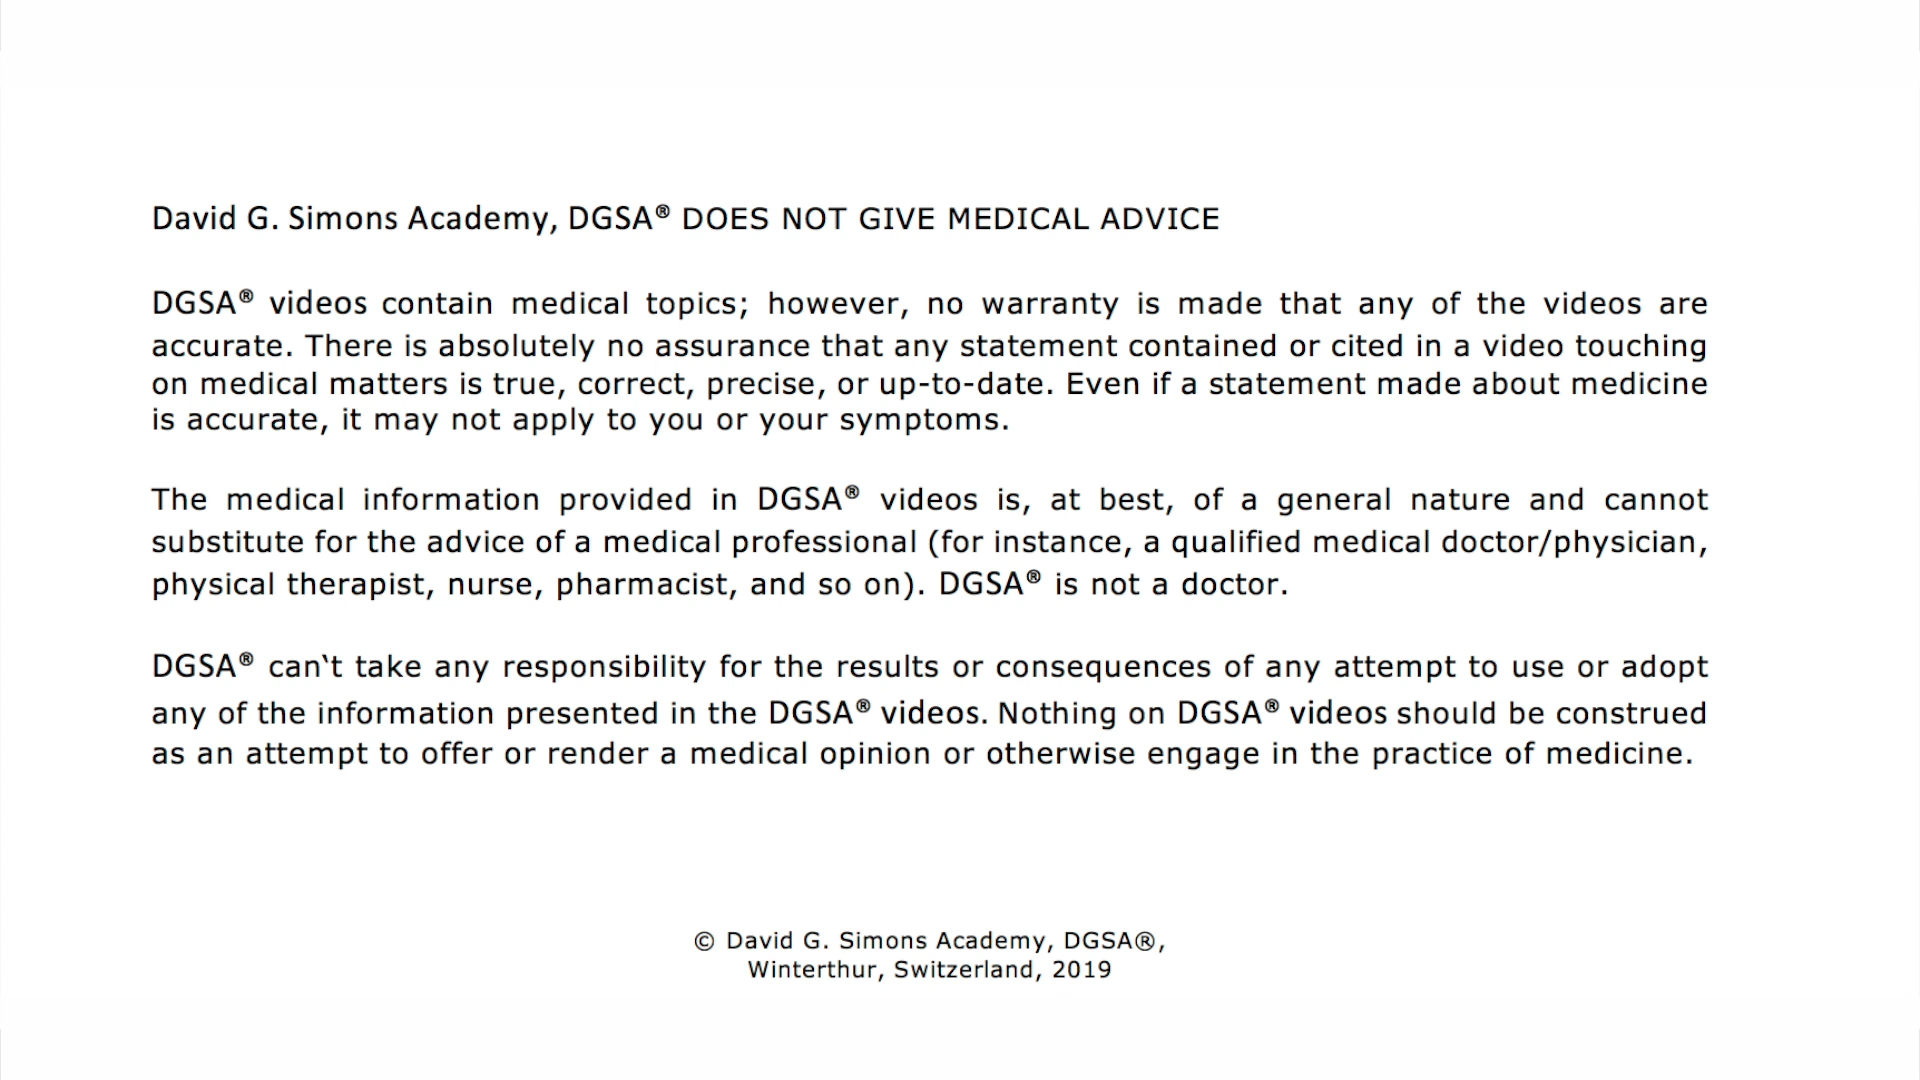 David G. Simons Academy, DGSA® DOES NOT GIVE MEDICAL ADVICE
DGSA® videos contain medical topics; however, no warranty is made that any of the videos are
accurate. There is absolutely no assurance that any statement contained or cited in a video touching
on medical matters is true, correct, precise, or up-to-date. Even if a statement made about medicine
is accurate, it may not apply to you or your symptoms.
The medical information provided in DGSA® videos is, at best, of a general nature and cannot
substitute for the advice of a medical professional (for instance, a qualified medical doctor/physician,
physical therapist, nurse, pharmacist, and so on). DGSA® is not a doctor.
DGSA® can‛t take any responsibility for the results or consequences of any attempt to use or adopt
any of the information presented in the DGSA® videos. Nothing on DGSA® videos should be construed
as an attempt to offer or render a medical opinion or otherwise engage in the practice of medicine.
© David G. Simons Academy, DGSA®,
Winterthur, Switzerland, 2019